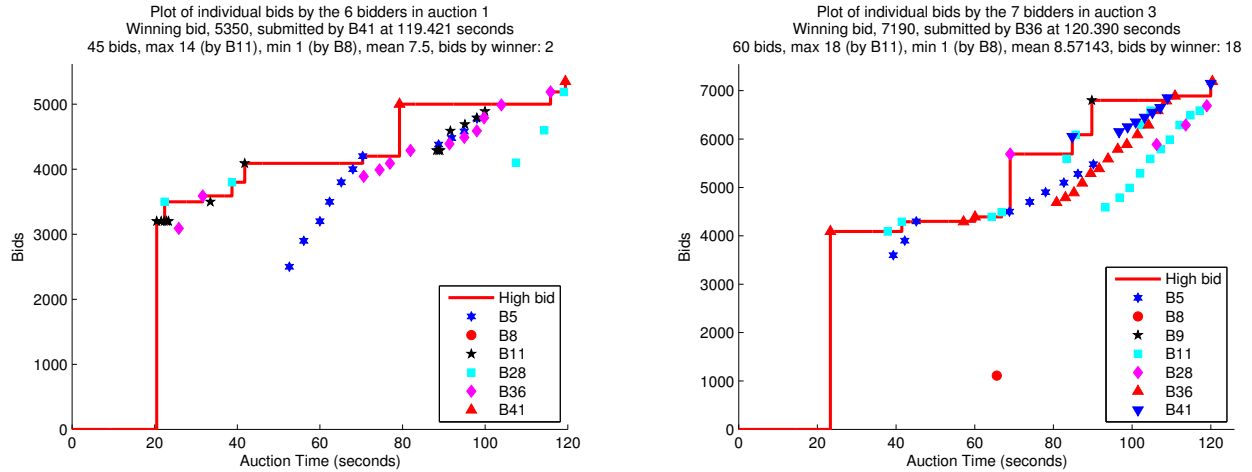 Plot of individual bids by the 6 bidders in auction 1
Winning bid, 5350, submitted by B41 at 119.421 seconds
45 bids, max 14 (by B11), min 1 (by B8), mean 7.5, bids by winner: 2
5000
4000
3000
2000
1000
0
Bids
0
20
40
60
80
100
120
Auction Time (seconds)
High bid
B5
B8
B11
B28
B36
B41
Plot of individual bids by the 7 bidders in auction 3
Winning bid, 7190, submitted by B36 at 120.390 seconds
60 bids, max 18 (by B11), min 1 (by B8), mean 8.57143, bids by winner: 18
7000
6000
5000
4000
3000
2000
1000
0
Bids
0
20
40
60
80
100
120
Auction Time (seconds)
High bid
B5
B8
B9
B11
B28
B36
B41